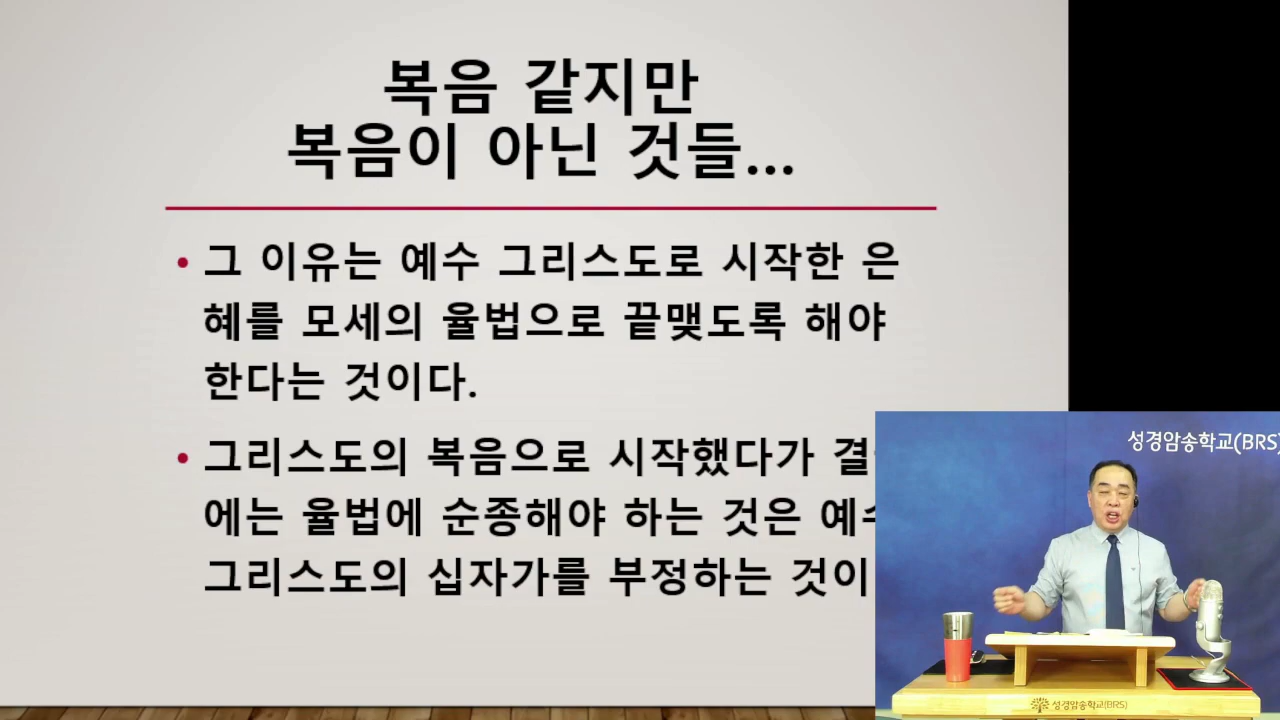 복음 같지만
복음이 아닌 것들...
• 그 이유는 예수 그리스도로 시작한 은
혜를 모세의 율법으로 끝맺도록 해야
한다는 것이다.
• 그리스도의 복음으로 시작했다가
에는 율법에 순종해야 하는 것은
그리스도의 십자가를 부정하는 것이
성경암송학교(BRS)
성경암송학교(BRS)